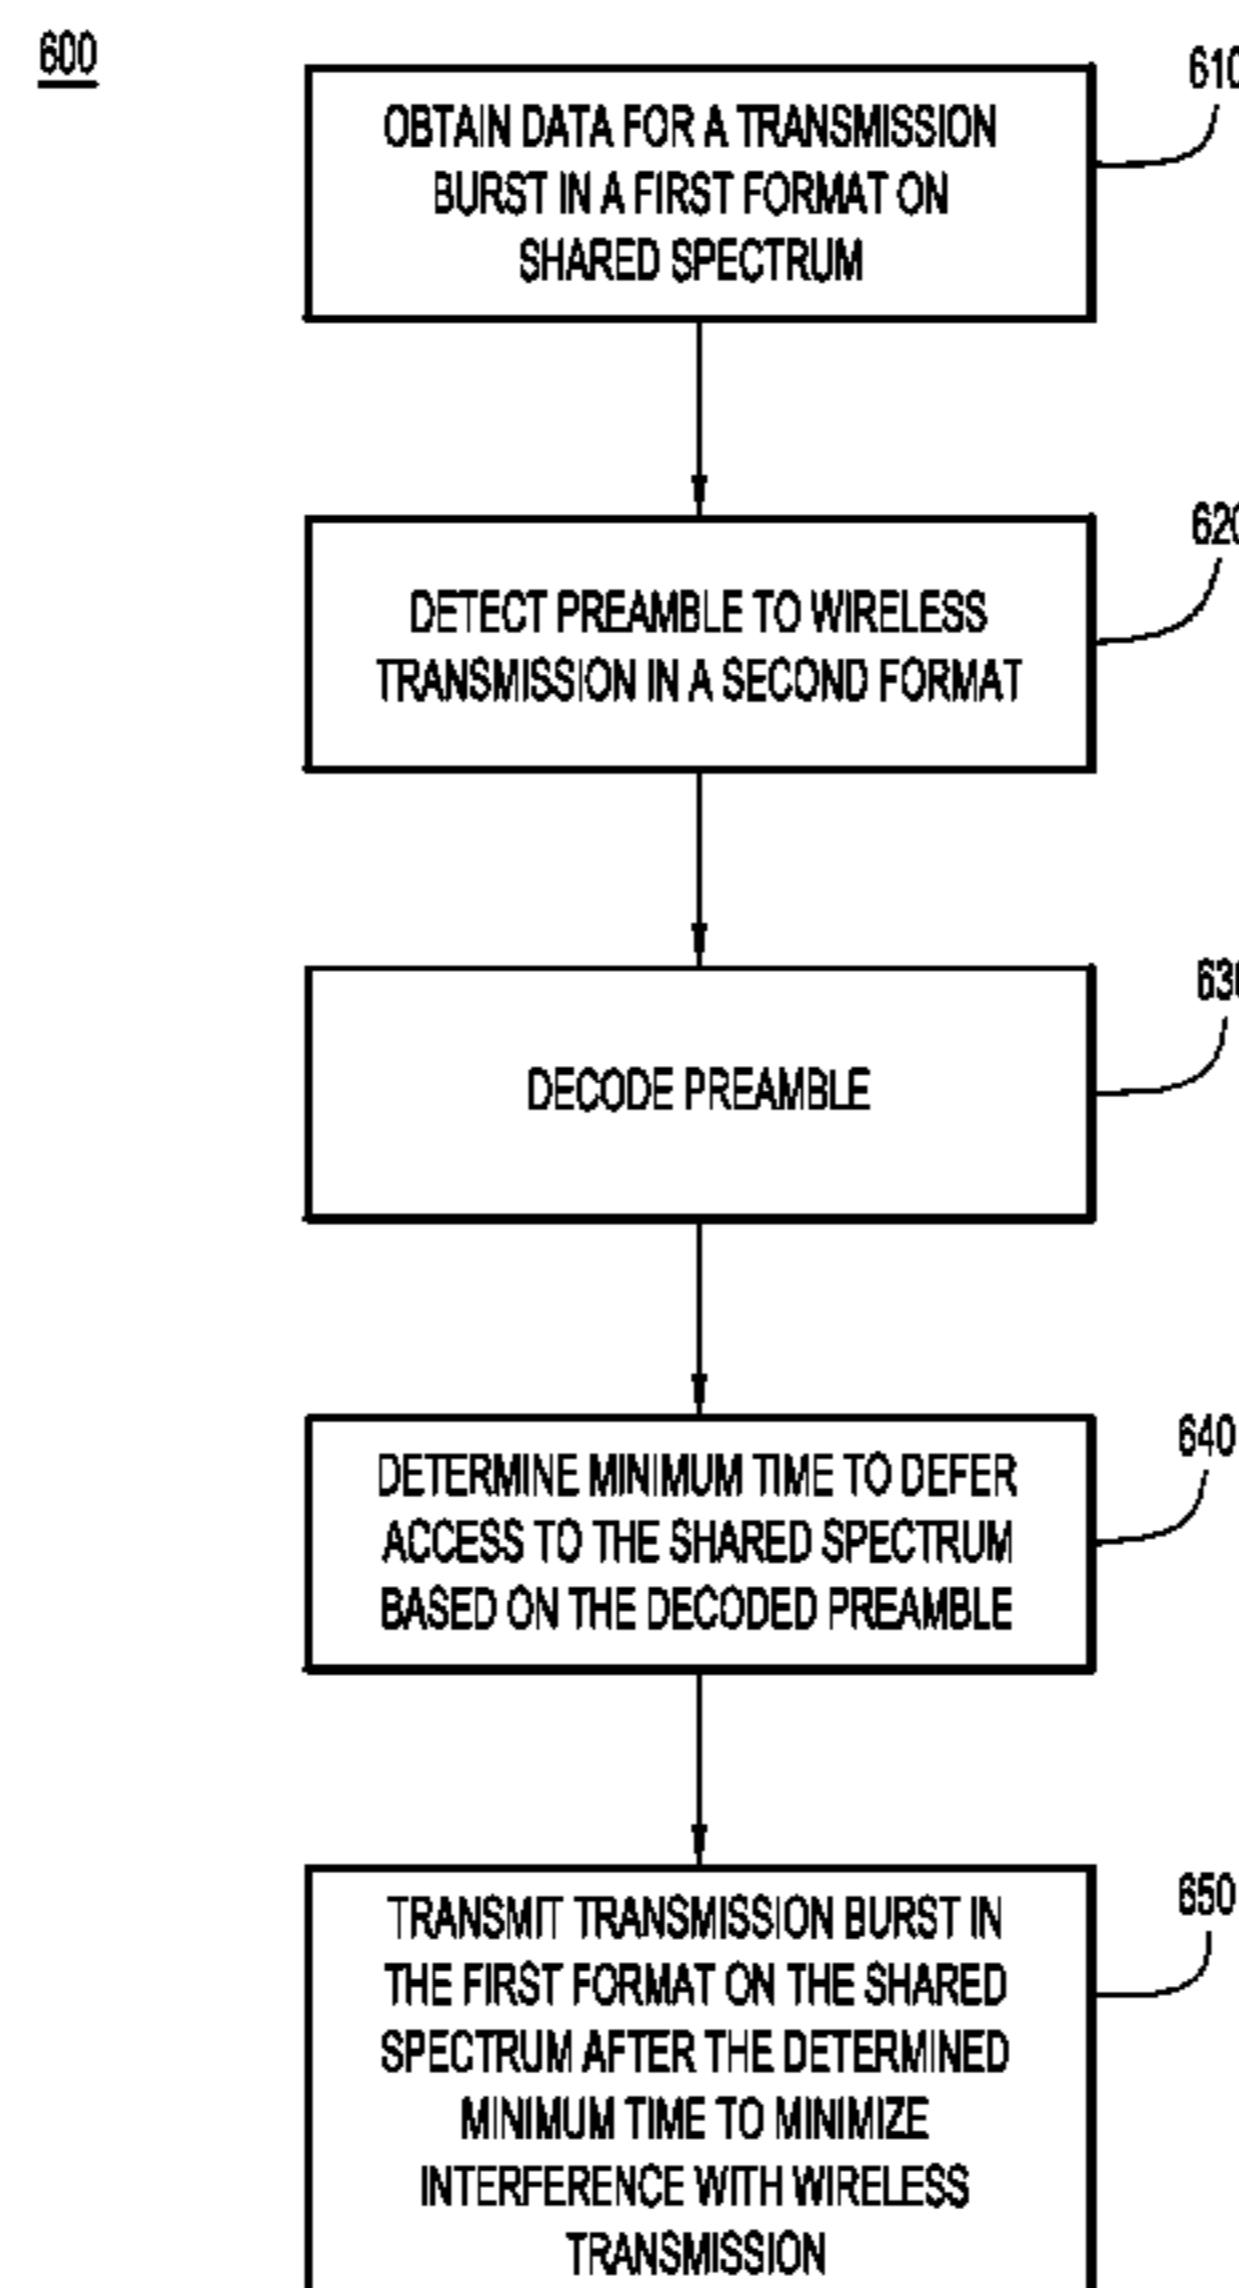 600
610
OBTAIN DATA FOR A TRANSMISSION
BURST IN A FIRST FORMAT ON
SHARED SPECTRUM
620
DETECT PREAMBLE TO WIRELESS
TRANSMISSION IN A SECOND FORMAT
630
DECODE PREAMBLE
640
DETERMINE MINIMUM TIME TO DEFER
ACCESS TO THE SHARED SPECTRUM
BASED ON THE DECODED PREAMBLE
650
TRANSMIT TRANSMISSION BURST IN
THE FIRST FORMAT ON THE SHARED
SPECTRUM AFTER THE DETERMINED
MINIMUM TIME TO MINIMIZE
INTERFERENCE WITH WIRELESS
TRANSMISSION